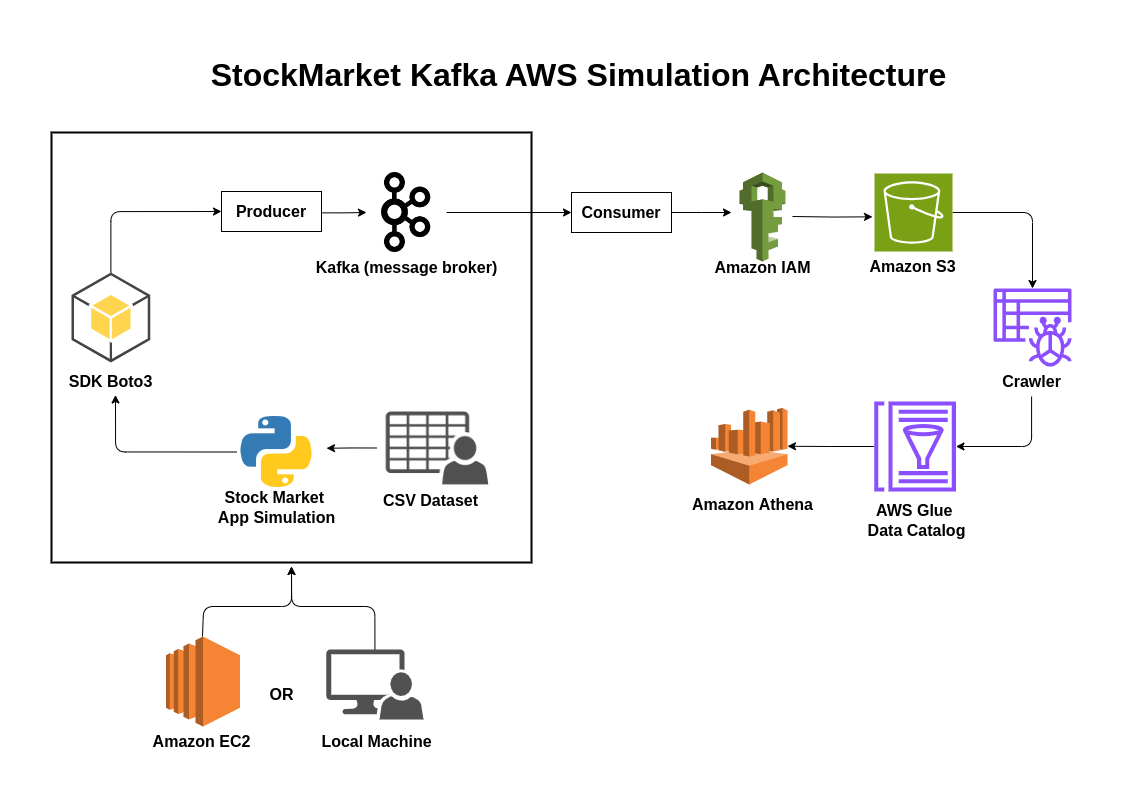 StockMarket Kafka AWS Simulation Architecture
Producer
Kafka (message broker)
Consumer
Amazon IAM
Amazon S3
SDK Boto3
Crawler
Stock Market
App Simulation
CSV Dataset
Amazon Athena
AWS Glue
Data Catalog
Amazon EC2
OR
Local Machine